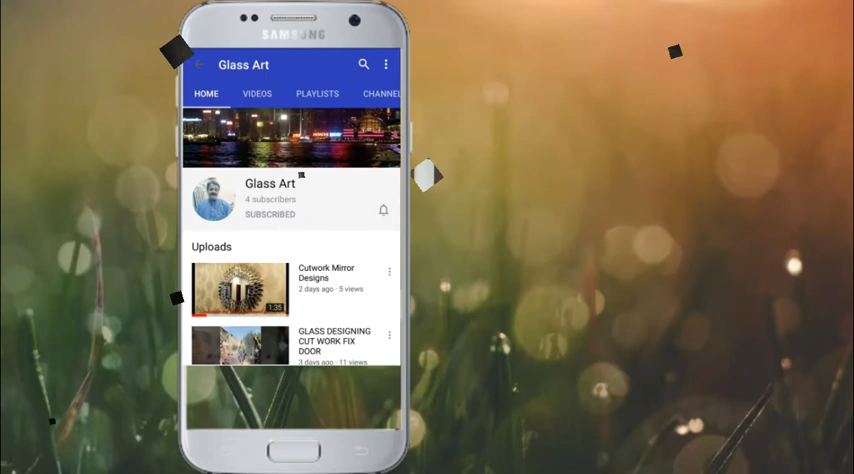 SAMSUNG
Glass Art
HOME VIDEOS PLAYLISTS CHANNEL
Glass Art
4 subscribers
SUBSCRIBED
Uploads
Cutwork Mirror
Designs
2 days ago · 5 views
1:35
GLASS DESIGNING
CUT WORK FIX
DOOR
3 days ago · 11 views